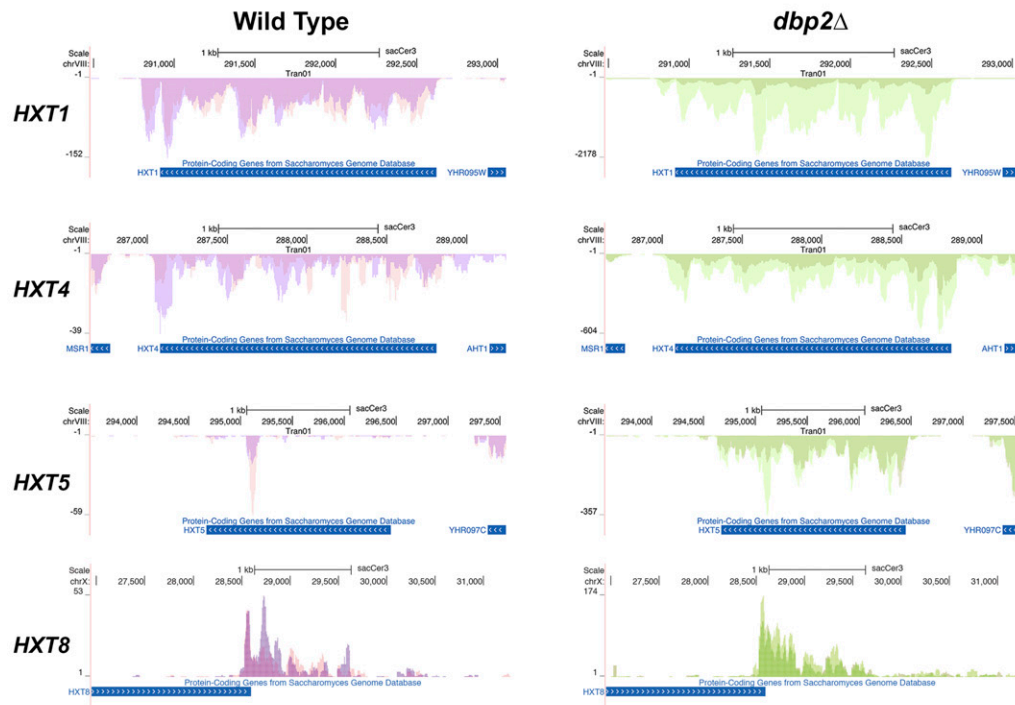 Wild Type
dbp2Δ
HXT1
Scale
1 kb
sacCer3
chrVIII:
291,000
291,500
292,000
292,500
293,000
-1
Tran01
-152
Protein-Coding Genes from Saccharomyces Genome Database
HXT1
YHR095W
Scale
1 kb
sacCer3
chrVIII:
291,000
291,500
292,000
292,500
293,000
-1
Tran01
-2178
Protein-Coding Genes from Saccharomyces Genome Database
HXT1
YHR095W
HXT4
Scale
1 kb
sacCer3
chrVIII:
287,000
287,500
288,000
288,500
289,000
-1
Tran01
-39
Protein-Coding Genes from Saccharomyces Genome Database
MSR1
HXT4
AHT1
Scale
1 kb
sacCer3
chrVIII:
287,000
287,500
288,000
288,500
289,000
-1
Tran01
-604
Protein-Coding Genes from Saccharomyces Genome Database
MSR1
HXT4
AHT1
HXT5
Scale
1 kb
sacCer3
chrVIII:
294,000
294,500
295,000
295,500
296,000
296,500
297,000
297,500
-1
Tran01
-59
Protein-Coding Genes from Saccharomyces Genome Database
HXT5
YHR097C
Scale
1 kb
sacCer3
chrVIII:
294,000
294,500
295,000
295,500
296,000
296,500
297,000
297,500
-1
Tran01
-357
Protein-Coding Genes from Saccharomyces Genome Database
HXT5
YHR097C
HXT8
Scale
1 kb
sacCer3
chrX:
27,500
28,000
28,500
29,000
29,500
30,000
30,500
31,000
53
1
Protein-Coding Genes from Saccharomyces Genome Database
HXT8
Scale
1 kb
sacCer3
chrX:
27,500
28,000
28,500
29,000
29,500
30,000
30,500
31,000
174
1
Protein-Coding Genes from Saccharomyces Genome Database
HXT8